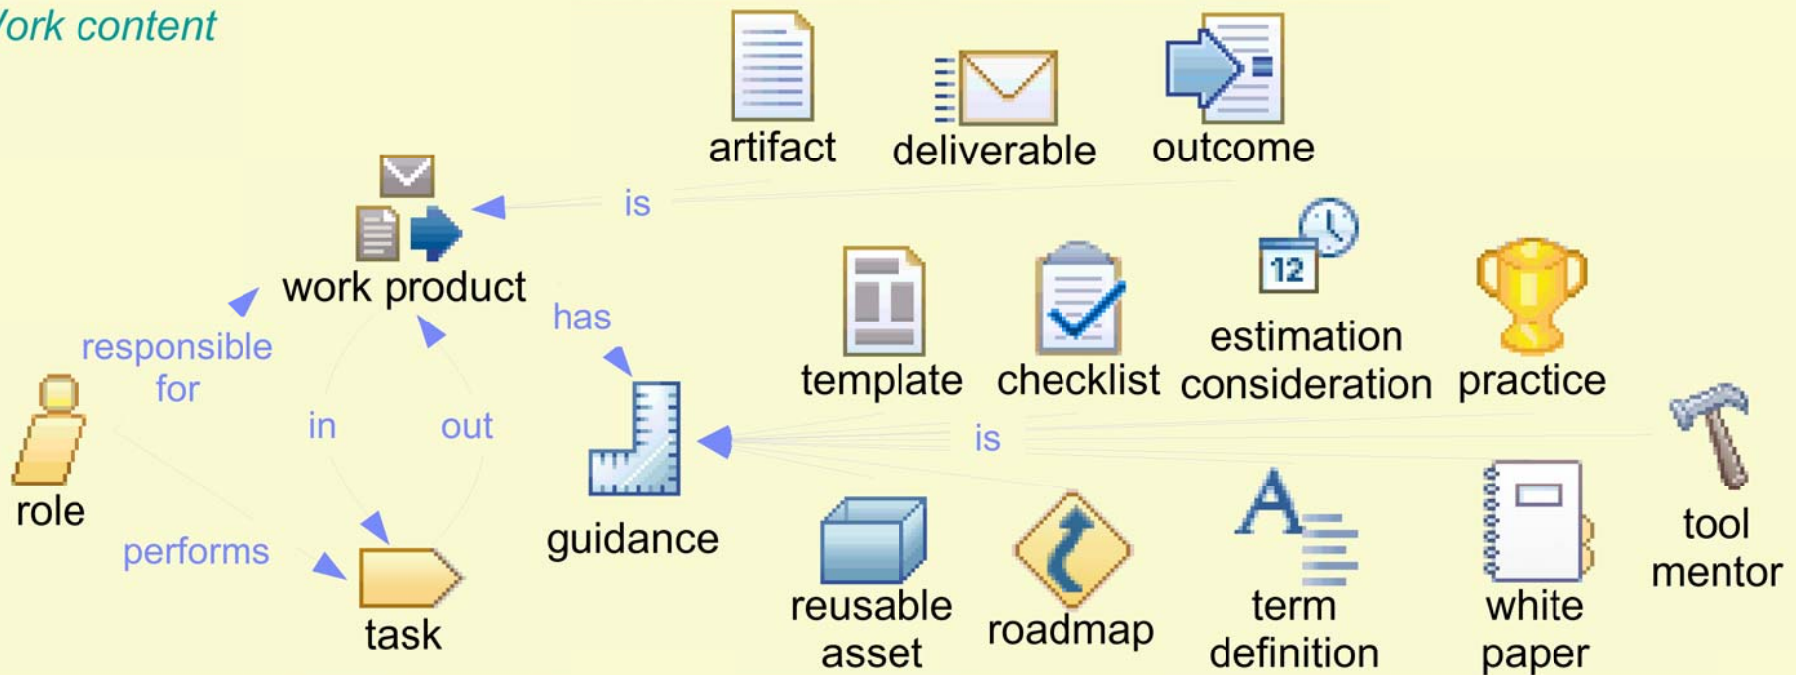 ork content
artifact
deliverable
outcome
is
work product
has
responsible
for
12
estimation
consideration
template
checklist
practice
in
out
is
role
guidance
performs
task
tool
mentor
reusable
asset
roadmap
A
term
definition
white
paper